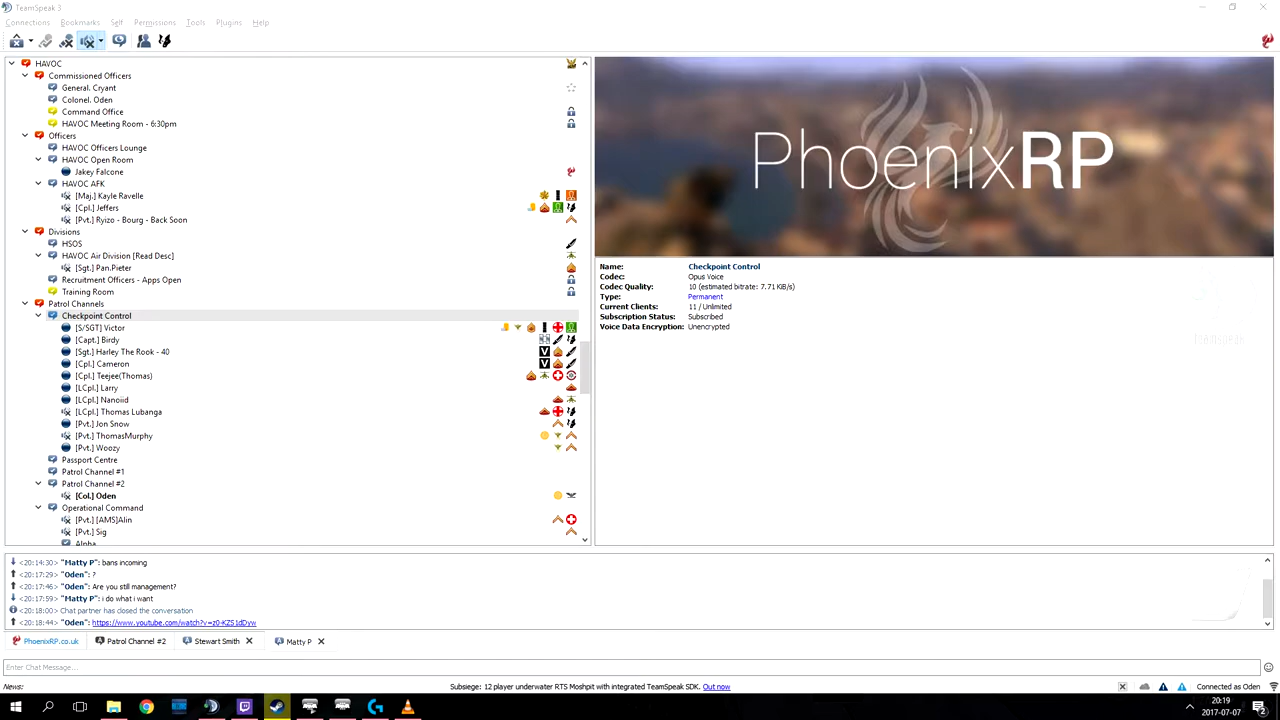 TeamSpeak 3
Connections Bookmarks Self Permissions Tools Plugins Help
HAVOC
Commissioned Officers
General. Cryant
Colonel. Oden
Command Office
HAVOC Meeting Room - 6:30pm
Officers
HAVOC Officers Lounge
HAVOC Open Room
Jakey Falcone
HAVOC AFK
[Maj.] Kayle Ravelle
[Cpl.] Jeffers
[Pvt.] Ryizo - Bourg - Back Soon
Divisions
HSOS
HAVOC Air Division [Read Desc]
[Sgt.] Pan.Pieter
Recruitment Officers - Apps Open
Training Room
Patrol Channels
Checkpoint Control
[S/SGT] Victor
[Capt.] Birdy
[Sgt.] Harley The Rook - 40
[Cpl.] Cameron
[Cpl.] Teejee(Thomas)
[LCpl.] Larry
[LCpl.] Nanoiid
[LCpl.] Thomas Lubanga
[Pvt.] Jon Snow
[Pvt.] ThomasMurphy
[Pvt.] Woozy
Passport Centre
Patrol Channel #1
Patrol Channel #2
[Col.] Oden
Operational Command
[Pvt.] [AMS]Alin
[Pvt.] Sig
Alpha
PhoenixRP
Name: Checkpoint Control
Codec: Opus Voice
Codec Quality: 10 (estimated bitrate: 7.71 KiB/s)
Type: Permanent
Current Clients: 11 / Unlimited
Subscription Status: Subscribed
Voice Data Encryption: Unencrypted
<20:14:30> "Matty P": bans incoming
<20:17:29> "Oden": ?
<20:17:46> "Oden": Are you still management?
<20:17:59> "Matty P": i do what i want
<20:18:00> Chat partner has closed the conversation
<20:18:44> "Oden": https://www.youtube.com/watch?v=z0-KZS1dDyw
PhoenixRP.co.uk Patrol Channel #2 Stewart Smith Matty P
Enter Chat Message...
News: Subsiege: 12 player underwater RTS Moshpit with integrated TeamSpeak SDK. Out now Connected as Oden
20:19
2017-07-07
2